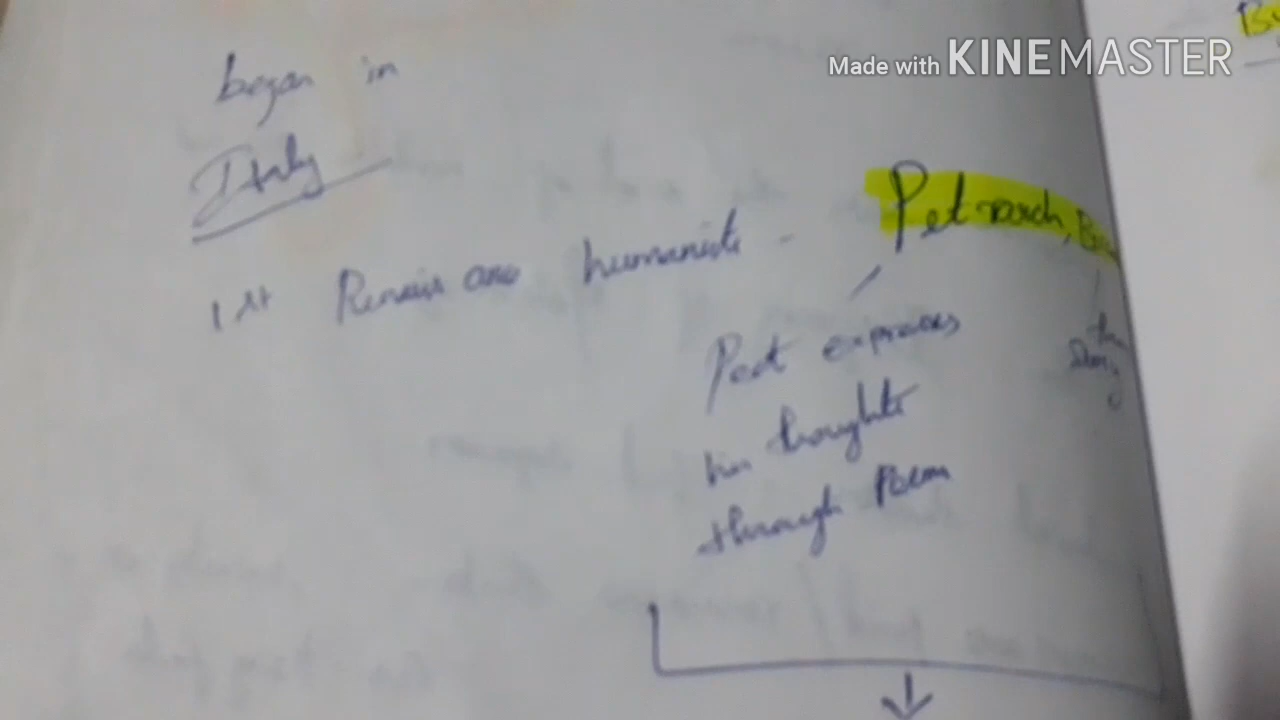 Made with KINEMASTER
began in
Italy
1st Renaissance humanists - Petrarch,
Poet expresses
his thoughts
through Poem